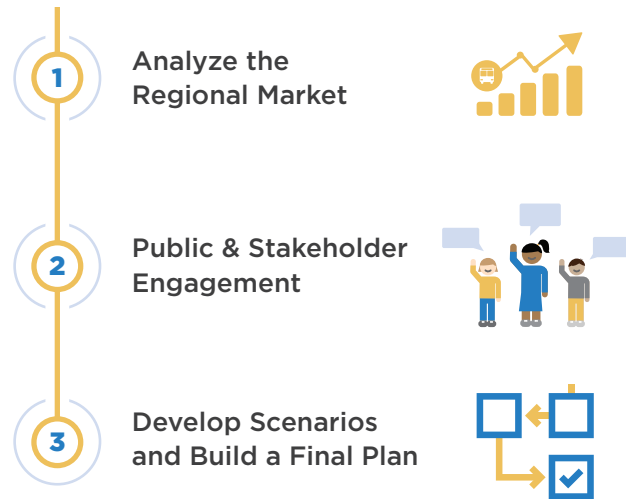 1
Analyze the
Regional Market
2
Public & Stakeholder
Engagement
3
Develop Scenarios
and Build a Final Plan